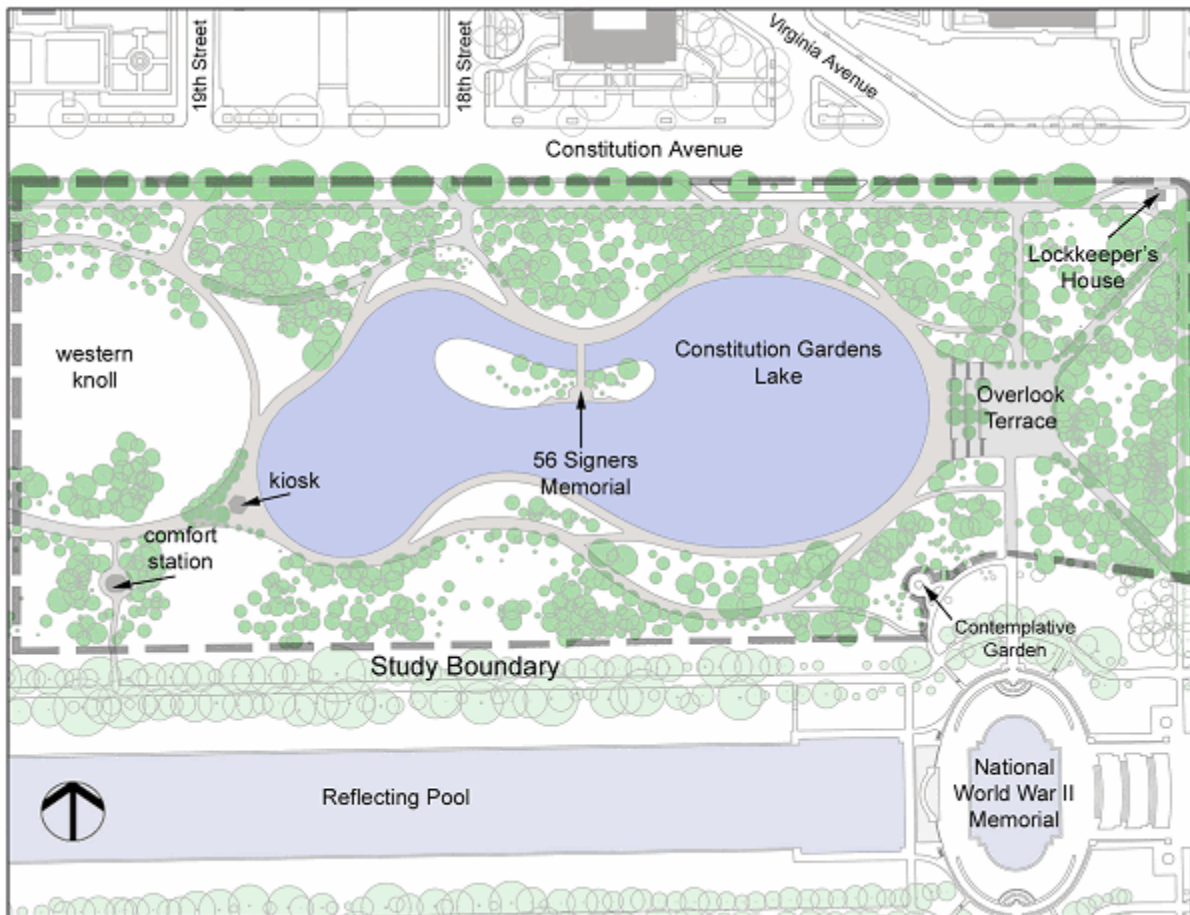 19th Street
18th Street
Virginia Avenue
Constitution Avenue
Lockkeeper's
House
western
knoll
Constitution Gardens
Lake
Overlook
Terrace
56 Signers
Memorial
kiosk
comfort
station
Contemplative
Garden
Study Boundary
National
World War II
Memorial
Reflecting Pool